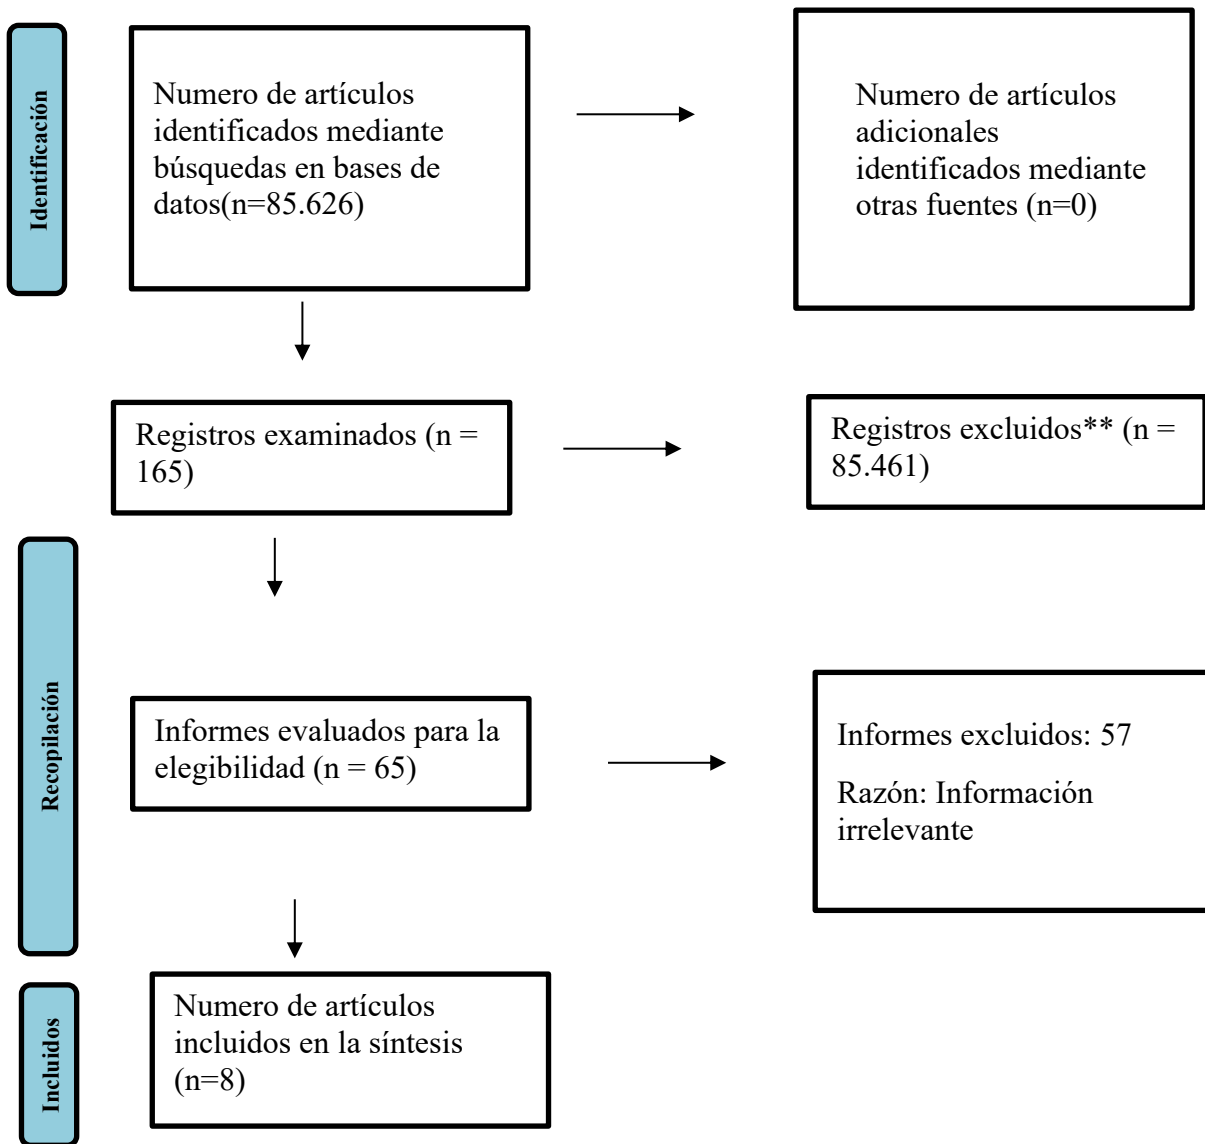 Identificación
Numero de artículos
identificados mediante
búsquedas en bases de
datos(n=85.626)
Numero de artículos
adicionales
identificados mediante
otras fuentes (n=0)
Registros examinados (n =
165)
Registros excluidos** (n =
85.461)
Recopilación
Informes evaluados para la
elegibilidad (n = 65)
Informes excluidos: 57
Razón: Información
irrelevante
Incluidos
Numero de artículos
incluidos en la síntesis
(n=8)